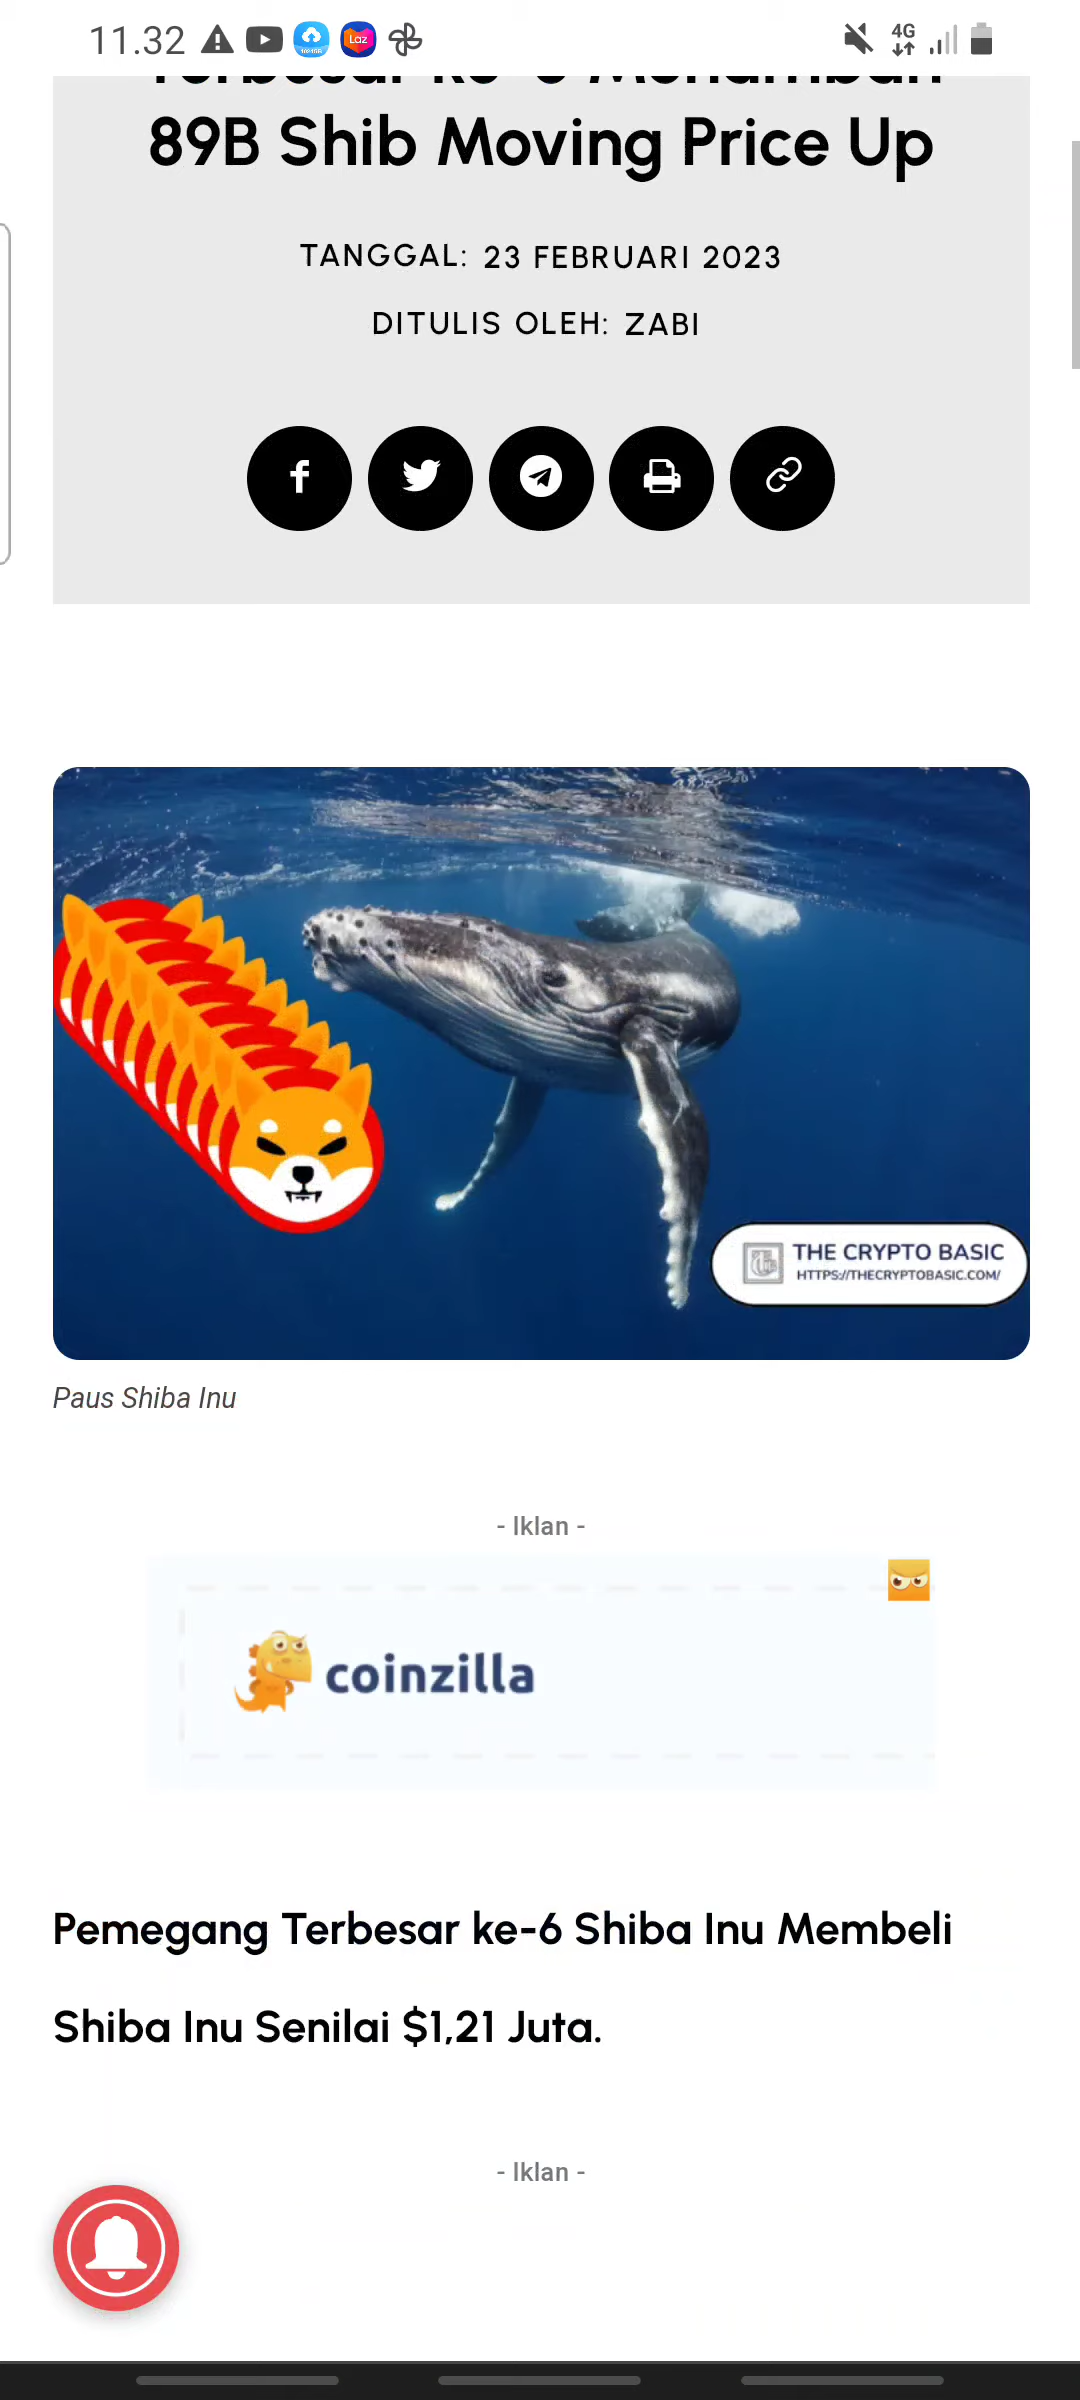 11.32
4G
89B Shib Moving Price Up
TANGGAL: 23 FEBRUARI 2023
DITULIS OLEH: ZABI
THE CRYPTO BASIC
HTTPS://THECRYPTOBASIC.COM/
Paus Shiba Inu
- Iklan -
coinzilla
Pemegang Terbesar ke-6 Shiba Inu Membeli
Shiba Inu Senilai $1,21 Juta.
- Iklan -